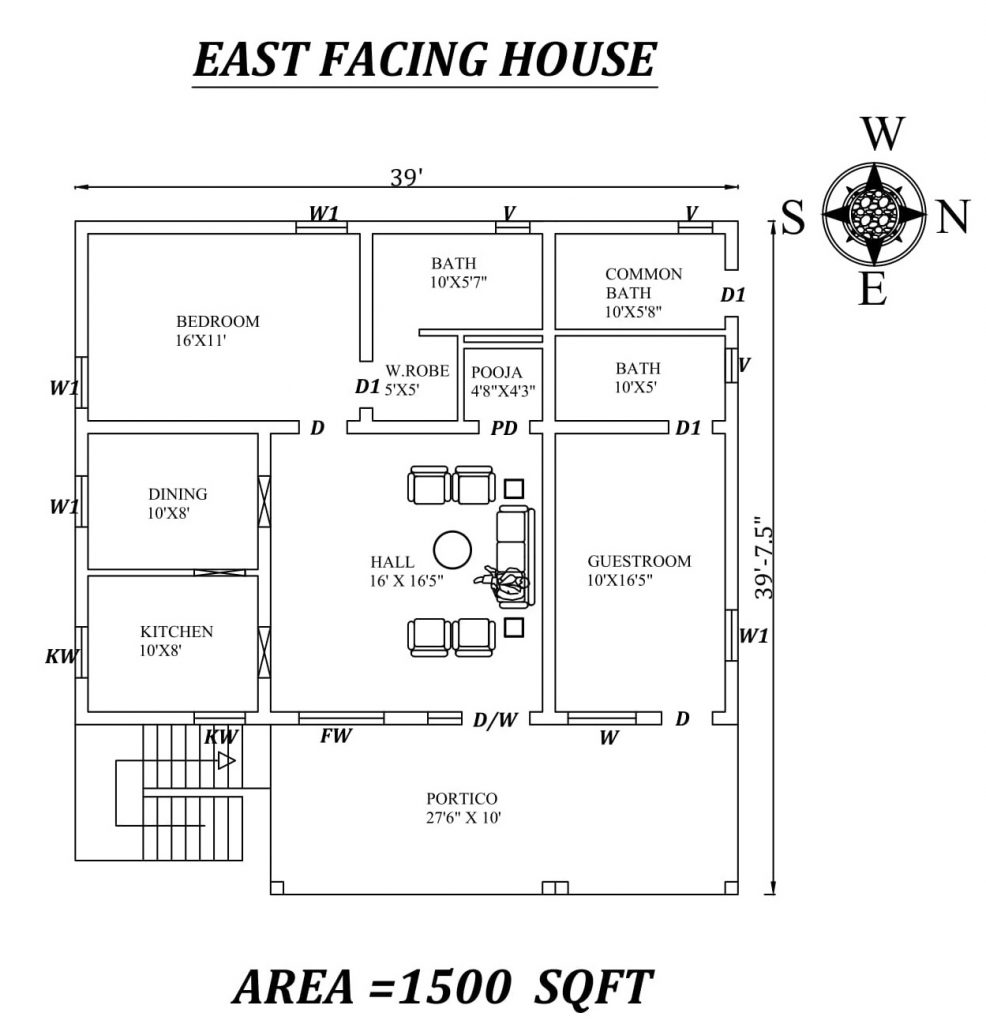 EAST FACING HOUSE
W
S
N
E
39'
W1
V
V
BATH
10'X5'7"
COMMON
BATH
10'X5'8"
D1
BEDROOM
16'X11'
W1
D1
W.ROBE
5'X5'
POOJA
4'8"X4'3"
BATH
10'X5'
V
D
PD
D1
W1
DINING
10'X8'
HALL
16' X 16'5"
GUESTROOM
10'X16'5"
39'-7.5"
KW
KITCHEN
10'X8'
W1
KW
FW
D/W
W
D
PORTICO
27'6" X 10'
AREA =1500 SQFT